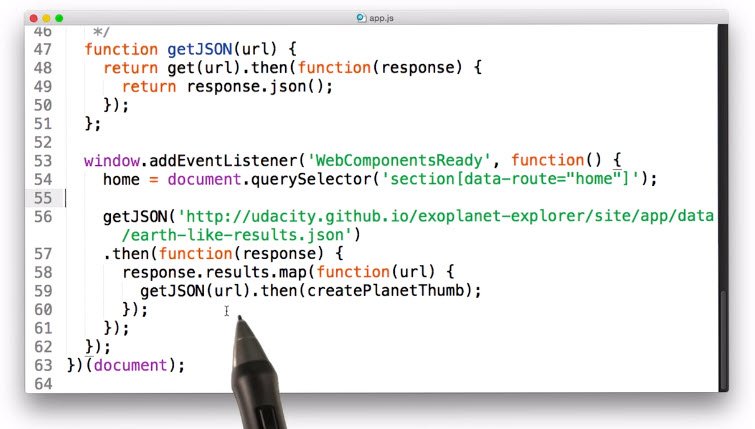 app.js
46 */
47 function getJSON(url) {
48 return get(url).then(function(response) {
49 return response.json();
50 });
51 };
52
53 window.addEventListener('WebComponentsReady', function() {
54 home = document.querySelector('section[data-route="home"]');
55
56 getJSON('http://udacity.github.io/exoplanet-explorer/site/app/data
/earth-like-results.json')
57 .then(function(response) {
58 response.results.map(function(url) {
59 getJSON(url).then(createPlanetThumb);
60 });
61 });
62 });
63 })(document);
64